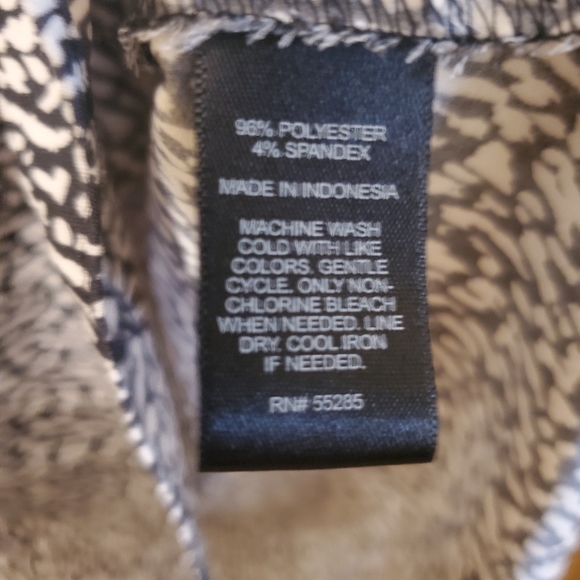 96% POLYESTER
4% SPANDEX
MADE IN INDONESIA
MACHINE WASH
COLD WITH LIKE
COLORS. GENTLE
CYCLE. ONLY NON-
CHLORINE BLEACH
WHEN NEEDED. LINE
DRY. COOL IRON
IF NEEDED.
RN# 55285